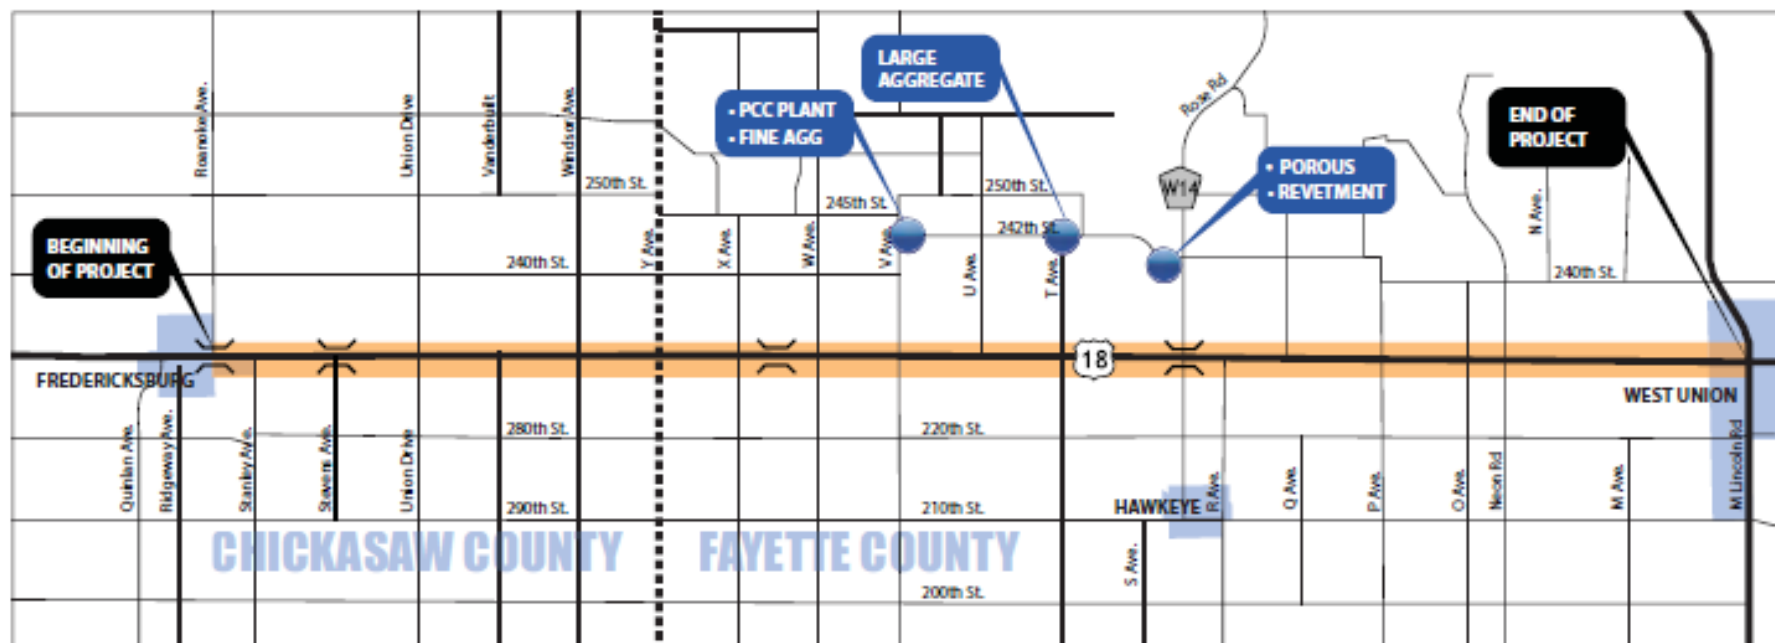 LARGE
AGGREGATE
• PCC PLANT
• FINE AGG
END OF
PROJECT
• POROUS
• REVETMENT
BEGINNING
OF PROJECT
Roanoke Ave.
Union Drive
Vanderbuilt
Windsor Ave.
Rose Rd
W14
250th St.
250th St.
245th St.
242th St.
240th St.
240th St.
Y Ave.
X Ave.
W Ave.
V Ave.
U Ave.
T Ave.
N Ave.
18
FREDERICKSBURG
WEST UNION
Quinlan Ave.
Ridgeway Ave.
Stanley Ave.
Stevens Ave.
Union Drive
280th St.
220th St.
290th St.
210th St.
HAWKEYE
R Ave.
Q Ave.
P Ave.
O Ave.
Neon Rd
M Ave.
M Lincoln Rd
CHICKASAW COUNTY
FAYETTE COUNTY
S Ave.
200th St.